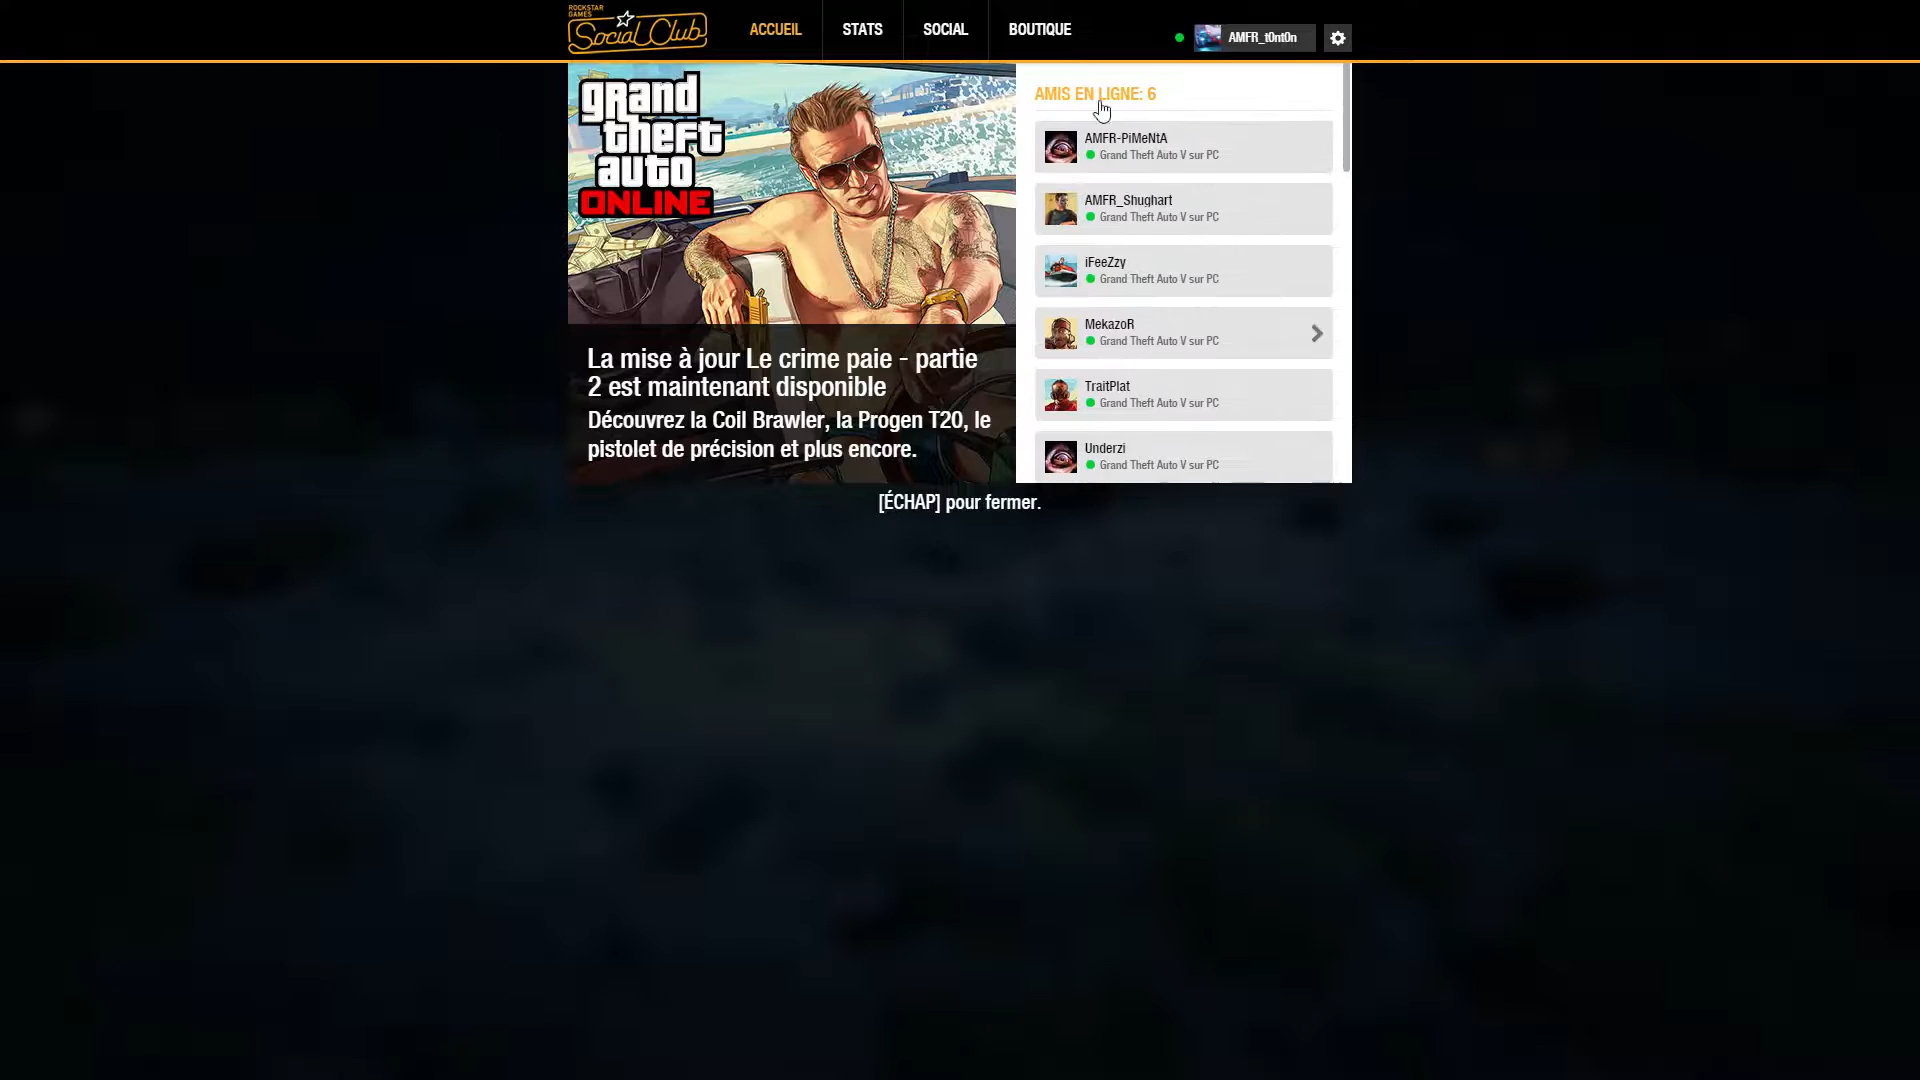 ROCKSTAR
GAMES
Social Club
ACCUEIL
STATS
SOCIAL
BOUTIQUE
AMFR_t0nt0n
grand
theft
auto
ONLINE
La mise à jour Le crime paie - partie
2 est maintenant disponible
Découvrez la Coil Brawler, la Progen T20, le
pistolet de précision et plus encore.
AMIS EN LIGNE: 6
AMFR-PiMeNtA
Grand Theft Auto V sur PC
AMFR_Shughart
Grand Theft Auto V sur PC
iFeeZzy
Grand Theft Auto V sur PC
MekazoR
Grand Theft Auto V sur PC
TraitPlat
Grand Theft Auto V sur PC
Underzi
Grand Theft Auto V sur PC
[ÉCHAP] pour fermer.